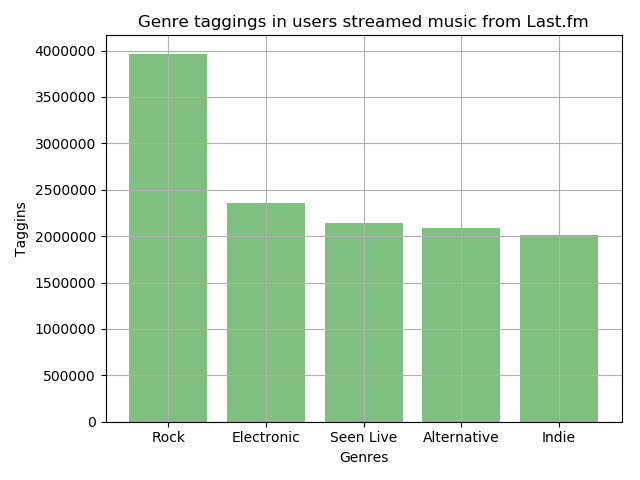 Genre taggings in users streamed music from Last.fm
Taggins
4000000
3500000
3000000
2500000
2000000
1500000
1000000
500000
0
Rock Electronic Seen Live Alternative Indie
Genres